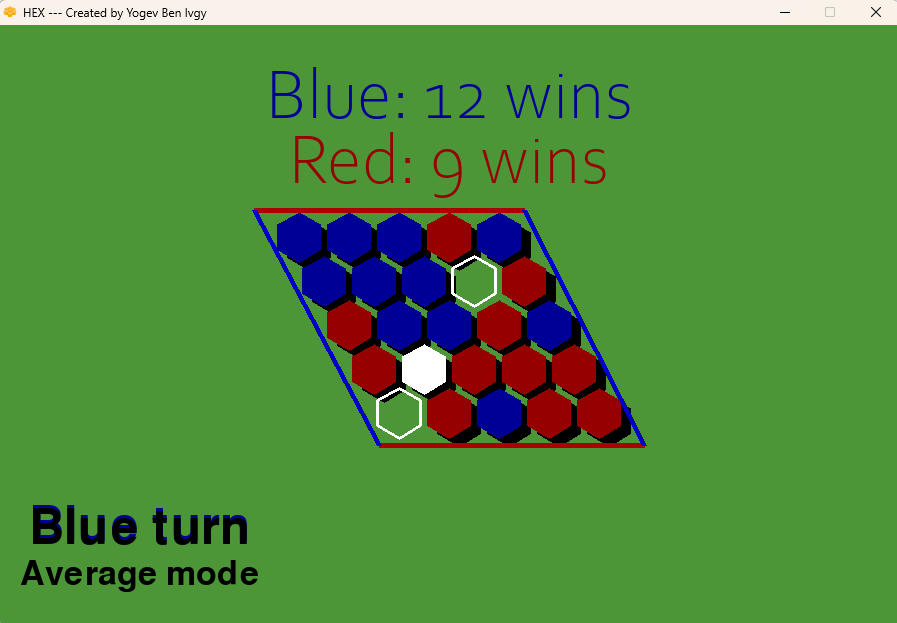 HEX --- Created by Yogev Ben Ivgy
Blue: 12 wins
Red: 9 wins
Blue turn
Average mode